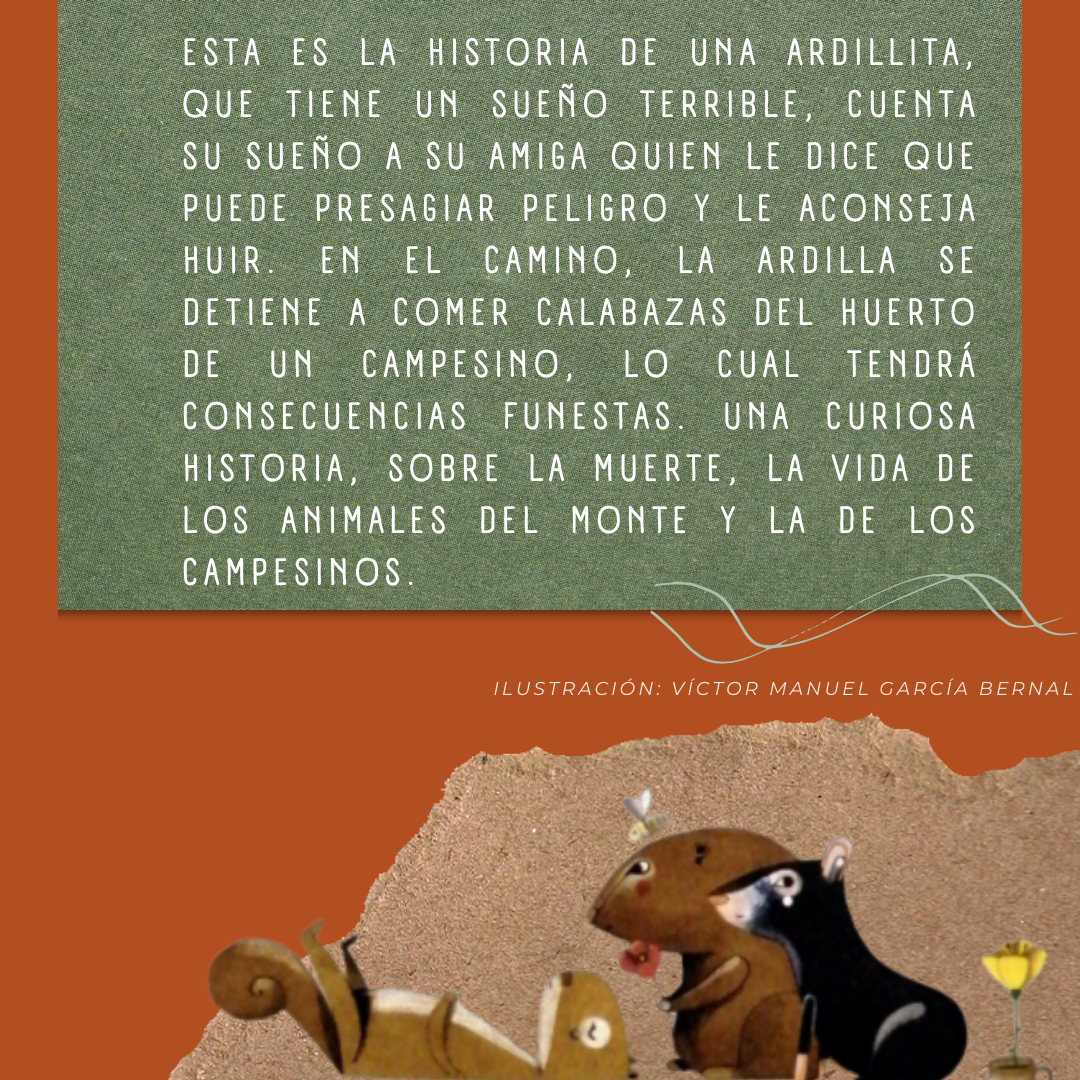 ESTA ES LA HISTORIA DE UNA ARDILLITA,
QUE TIENE UN SUEÑO TERRIBLE, CUENTA
SU SUEÑO A SU AMIGA QUIEN LE DICE QUE
PUEDE PRESAGIAR PELIGRO Y LE ACONSEJA
HUIR. EN EL CAMINO, LA ARDILLA SE
DETIENE A COMER CALABAZAS DEL HUERTO
DE UN CAMPESINO, LO CUAL TENDRÁ
CONSECUENCIAS FUNESTAS. UNA CURIOSA
HISTORIA, SOBRE LA MUERTE, LA VIDA DE
LOS ANIMALES DEL MONTE Y LA DE LOS
CAMPESINOS.
ILUSTRACIÓN: VÍCTOR MANUEL GARCÍA BERNAL